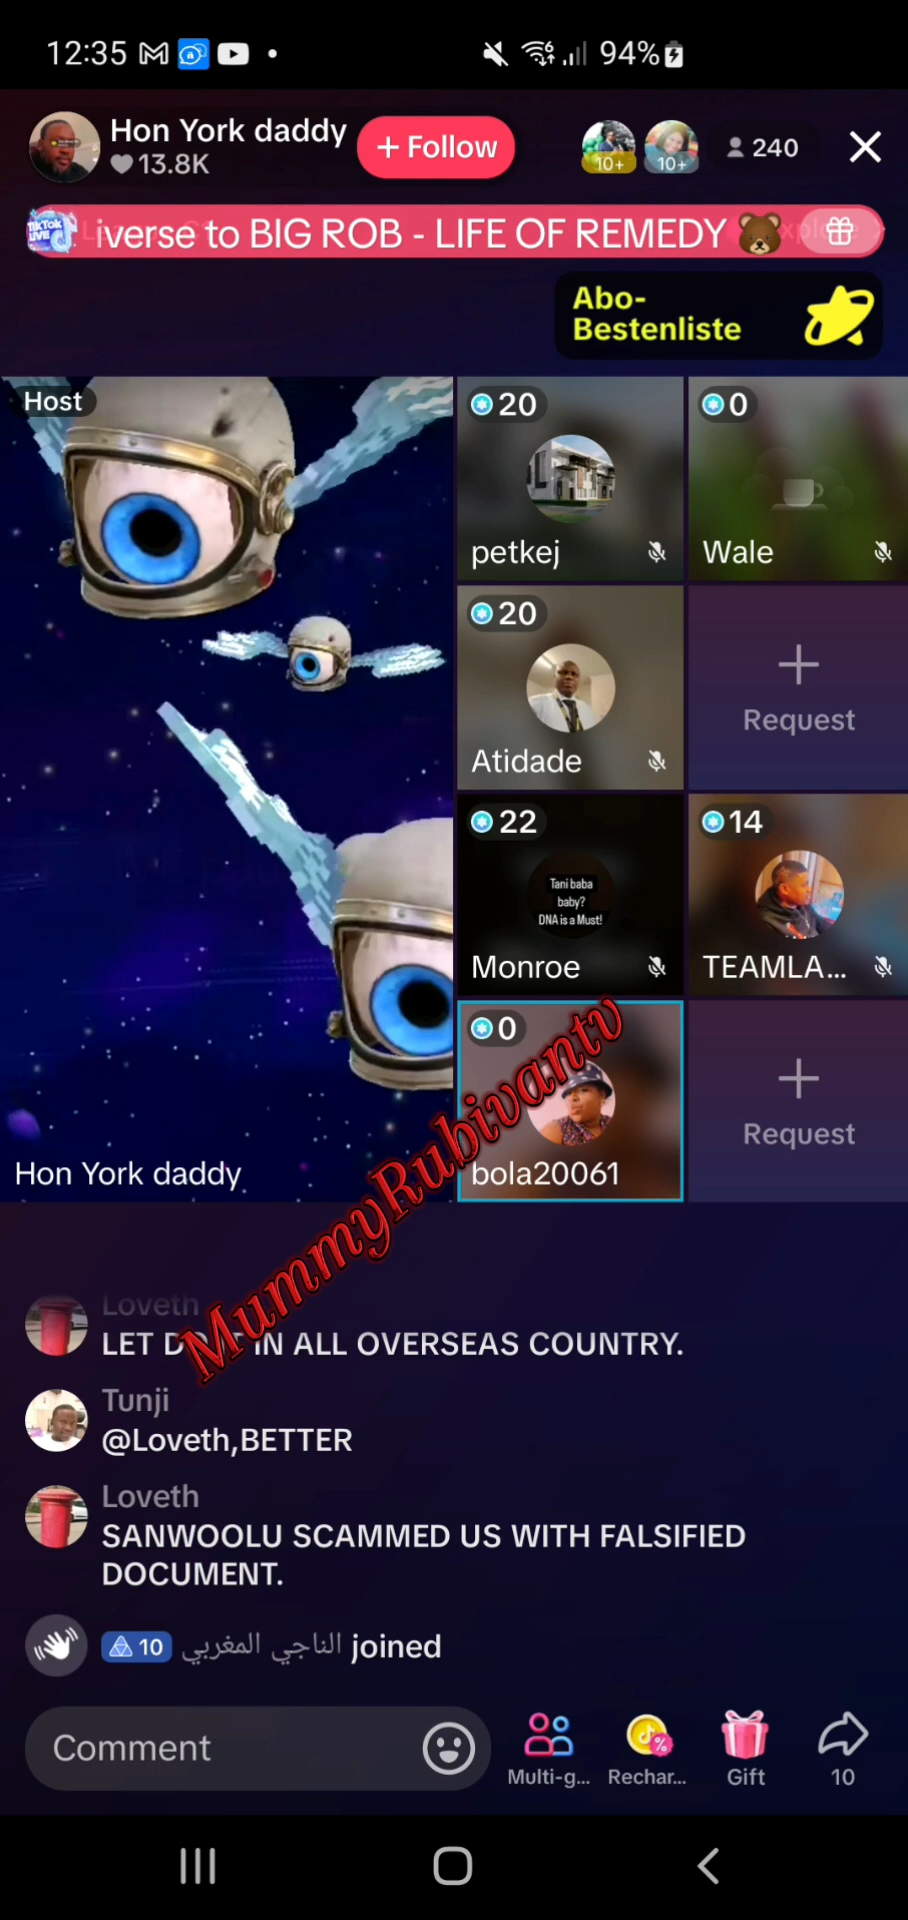 12:35
94%
Hon York daddy
13.8K
+ Follow
10+
10+
240
TikTok
LIVE
iverse to BIG ROB - LIFE OF REMEDY
Abo-
Bestenliste
Host
20
0
petkej
Wale
20
Request
Atidade
22
14
Tani baba
baby?
DNA is a Must!
Monroe
TEAMLA...
0
Request
bola20061
Hon York daddy
MummyRubivantv
Loveth
LET DO IN ALL OVERSEAS COUNTRY.
Tunji
@Loveth,BETTER
Loveth
SANWOOLU SCAMMED US WITH FALSIFIED
DOCUMENT.
10 الناجي المغربي joined
Comment
Multi-g...
Rechar...
Gift
10